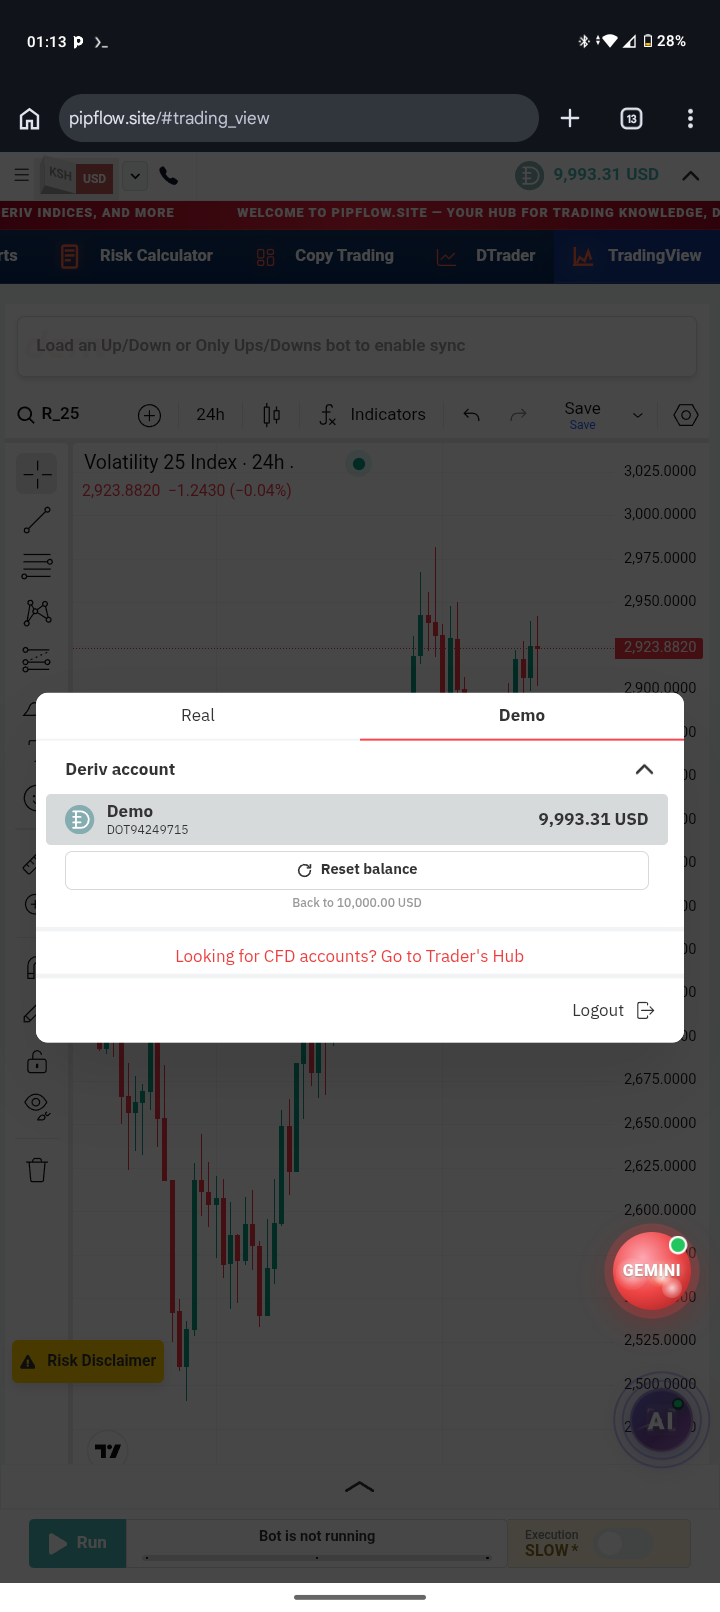 01:13
28%
pipflow.site/#trading_view
13
KSH
USD
9,993.31 USD
ERIV INDICES, AND MORE
WELCOME TO PIPFLOW.SITE — YOUR HUB FOR TRADING KNOWLEDGE, D
rts
Risk Calculator
Copy Trading
DTrader
TradingView
Load an Up/Down or Only Ups/Downs bot to enable sync
R_25
24h
Indicators
Save
Save
Volatility 25 Index · 24h .
2,923.8820 −1.2430 (−0.04%)
3,025.0000
3,000.0000
2,975.0000
2,950.0000
2,923.8820
2,900.0000
Real
Demo
Deriv account
Demo
DOT94249715
9,993.31 USD
Reset balance
Back to 10,000.00 USD
Looking for CFD accounts? Go to Trader's Hub
Logout
2,675.0000
2,650.0000
2,625.0000
2,600.0000
GEMINI
2,525.0000
Risk Disclaimer
2,500.0000
AI
Run
Bot is not running
Execution
SLOW *